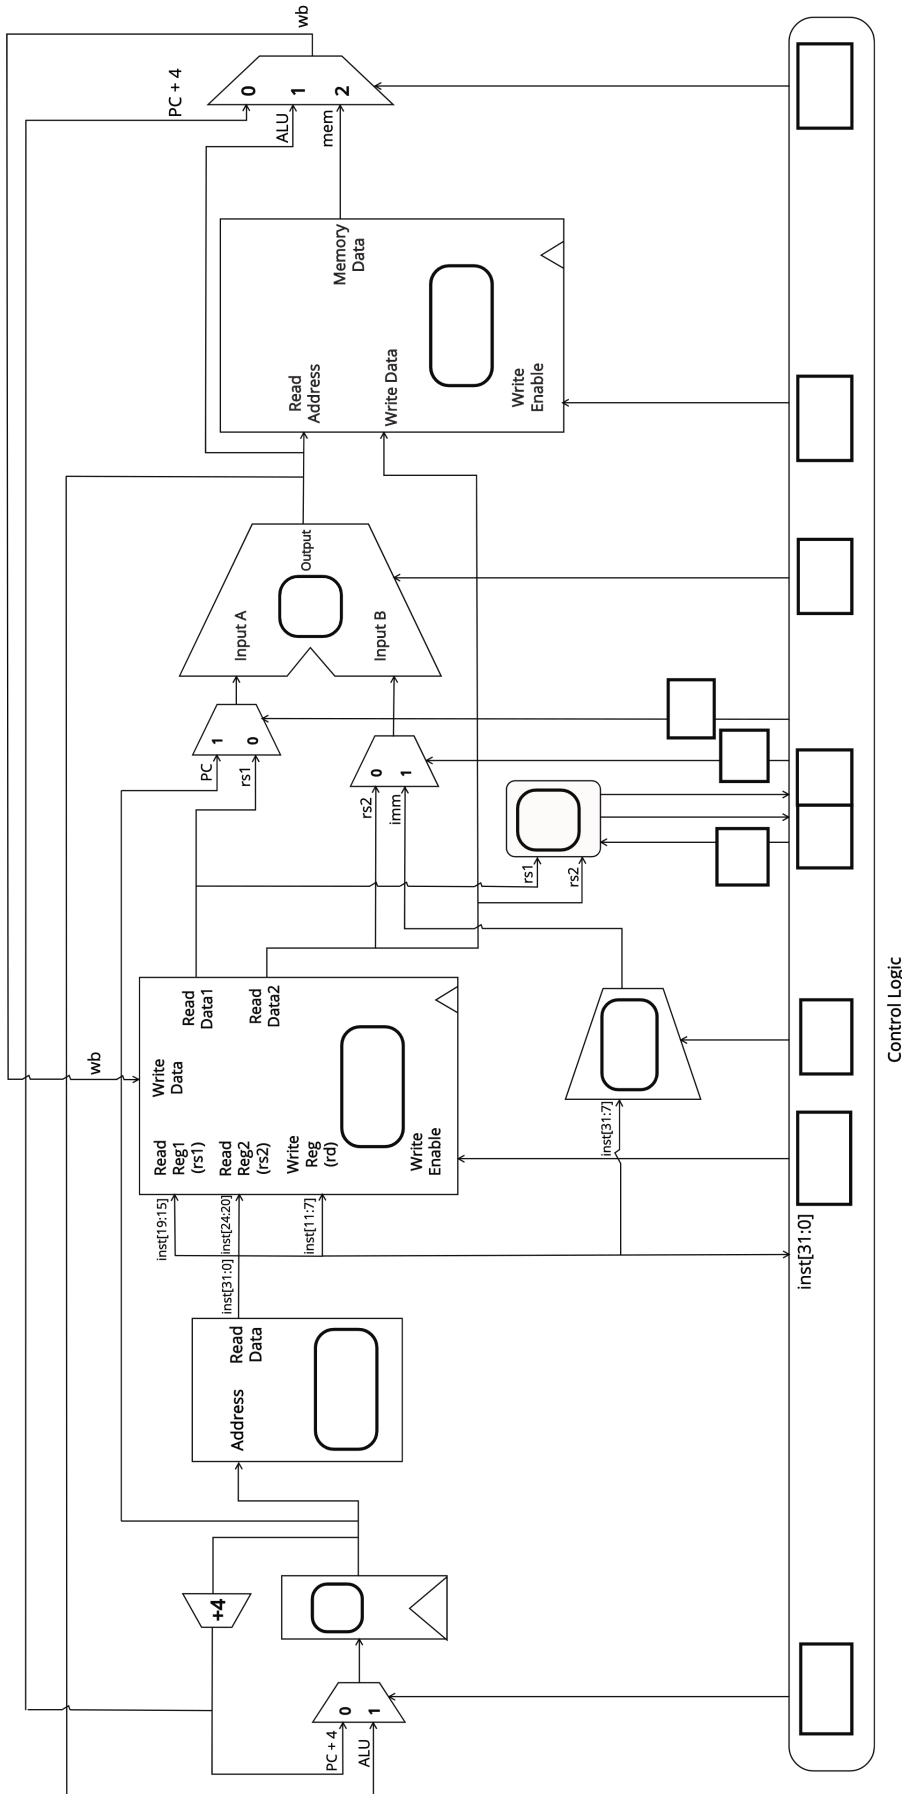 wb
PC + 4
0
1
2
ALU
mem
Memory
Data
Read
Address
Write Data
Write
Enable
Output
Input A
Input B
1
0
PC
rs1
0
1
rs2
imm
rs1
rs2
Read
Data1
Read
Data2
wb
Write
Data
Read
Reg1
(rs1)
Read
Reg2
(rs2)
Write
Reg
(rd)
Write
Enable
inst[31:7]
inst[19:15]
inst[24:20]
inst[11:7]
inst[31:0]
inst[31:0]
Read
Data
Address
+4
0
1
PC + 4
ALU
Control Logic